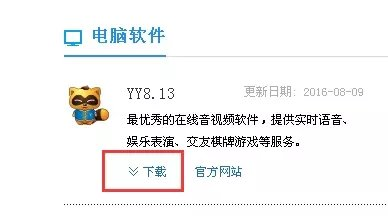 电脑软件
YY8.13 更新日期: 2016-08-09
最优秀的在线音视频软件，提供实时语音、
娱乐表演、交友棋牌游戏等服务。
下载 官方网站